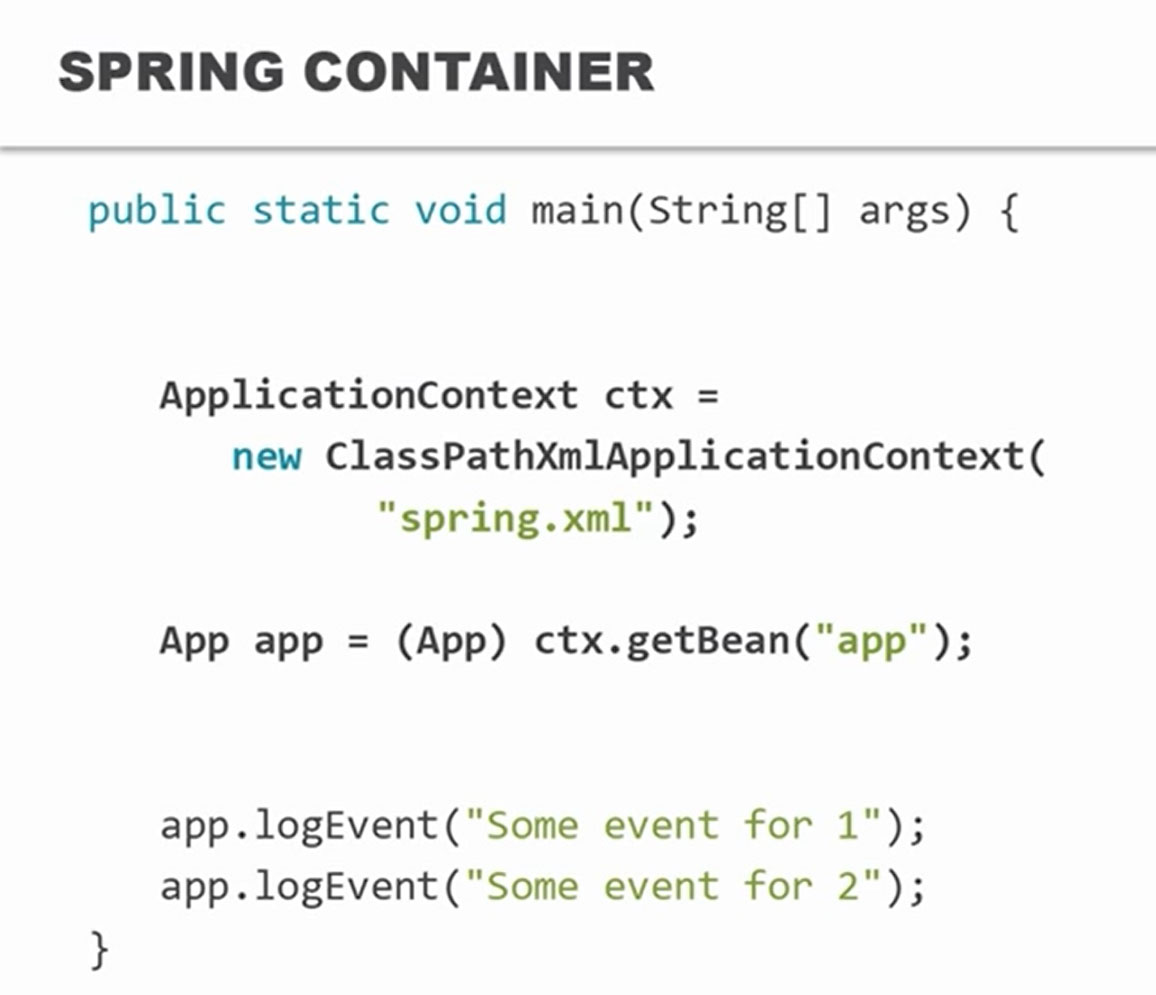 SPRING CONTAINER
public static void main(String[] args) {
ApplicationContext ctx =
new ClassPathXmlApplicationContext(
"spring.xml");
App app = (App) ctx.getBean("app");
app.logEvent("Some event for 1");
app.logEvent("Some event for 2");
}